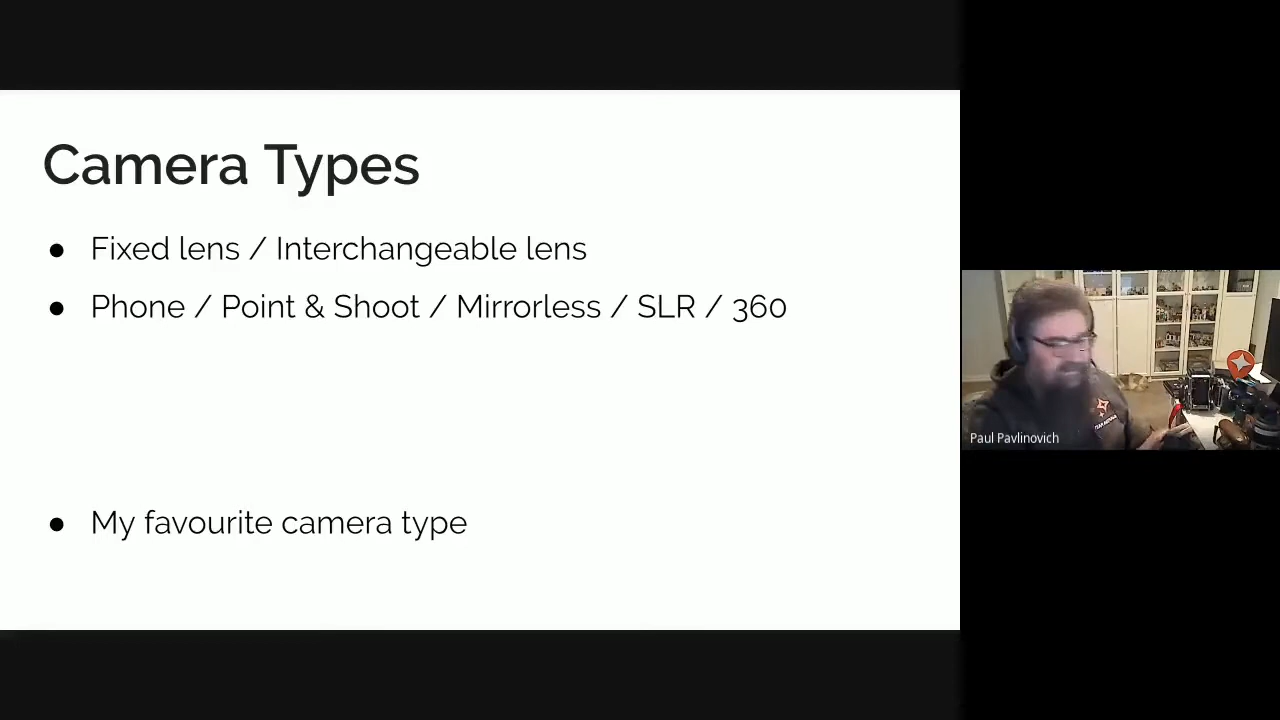 Camera Types
● Fixed lens / Interchangeable lens
● Phone / Point & Shoot / Mirrorless / SLR / 360
● My favourite camera type
Paul Pavlinovich